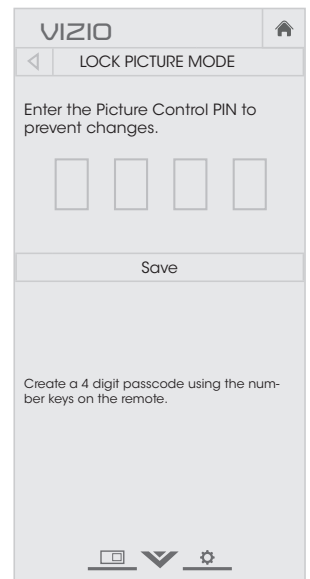 VIZIO
LOCK PICTURE MODE
Enter the Picture Control PIN to
prevent changes.
Save
Create a 4 digit passcode using the num-
ber keys on the remote.